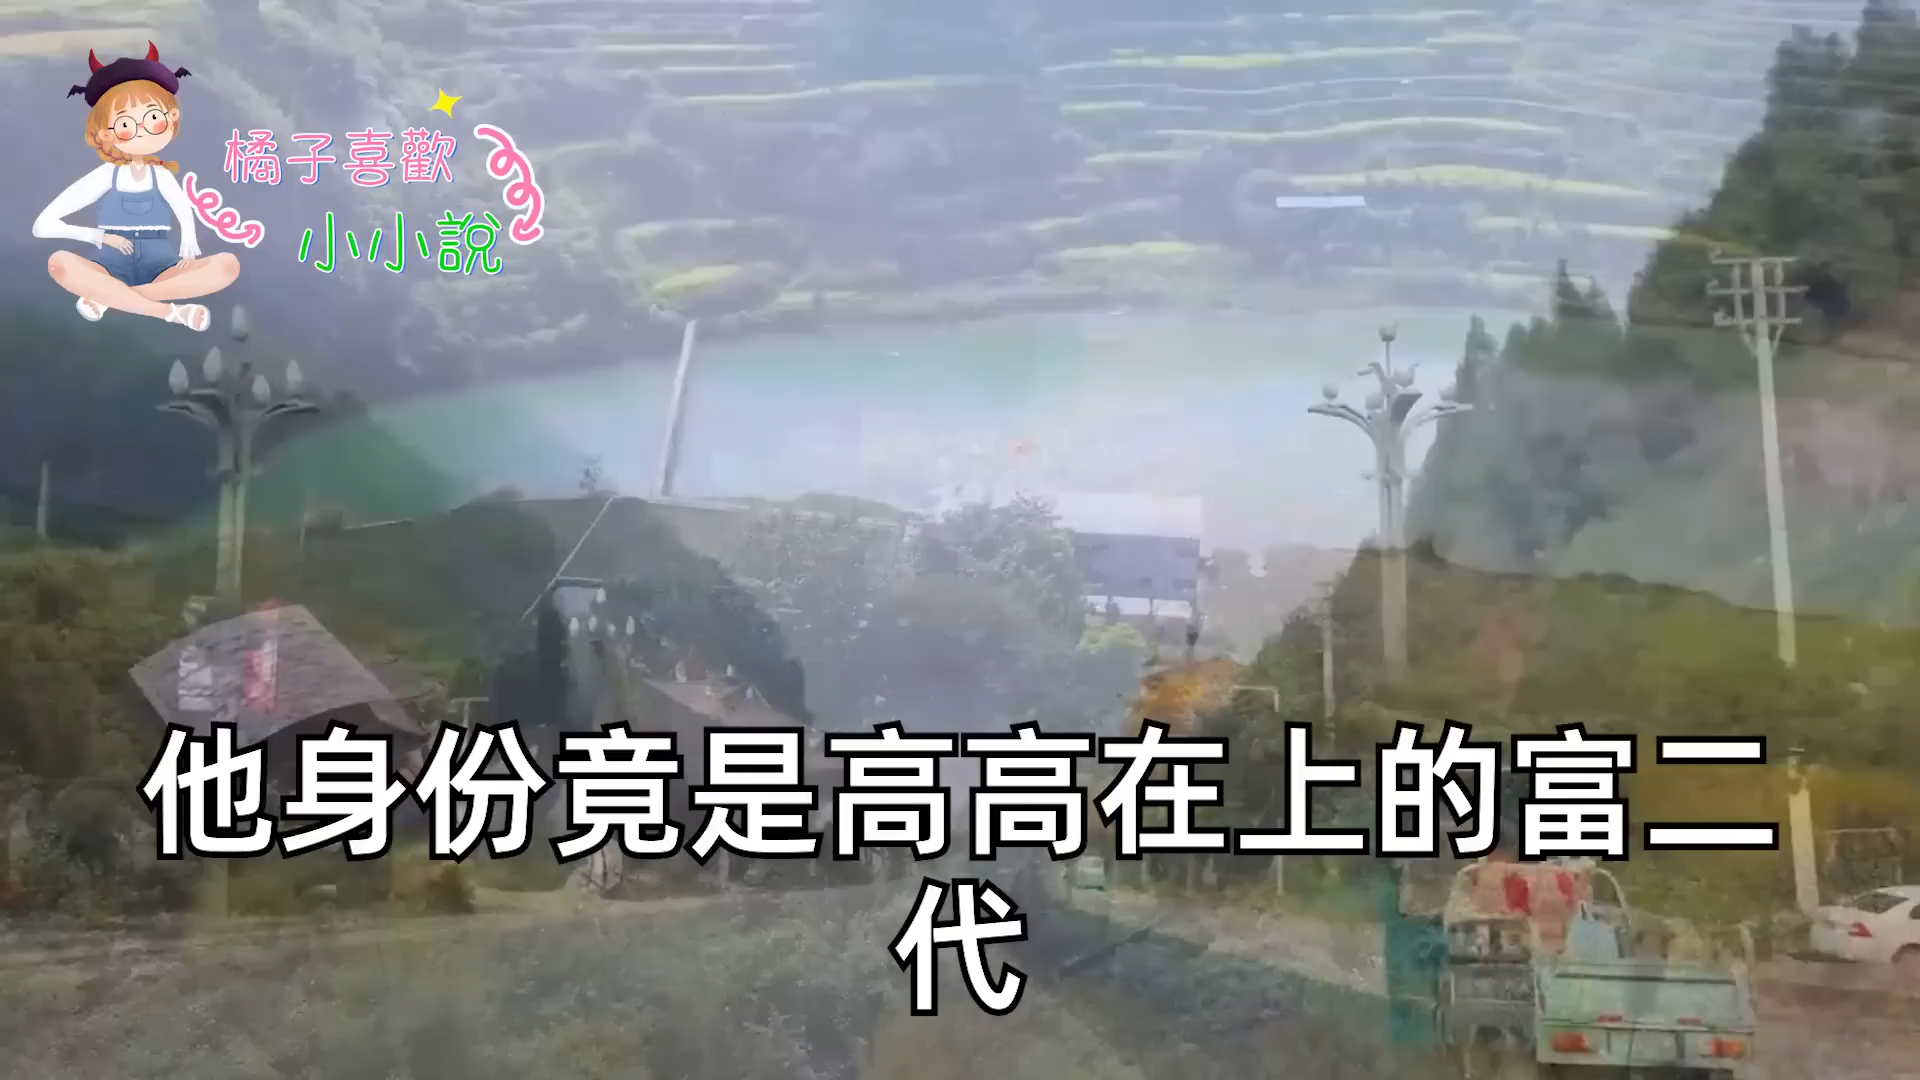 橘子喜歡
小小說
他身份竟是高高在上的富二
代